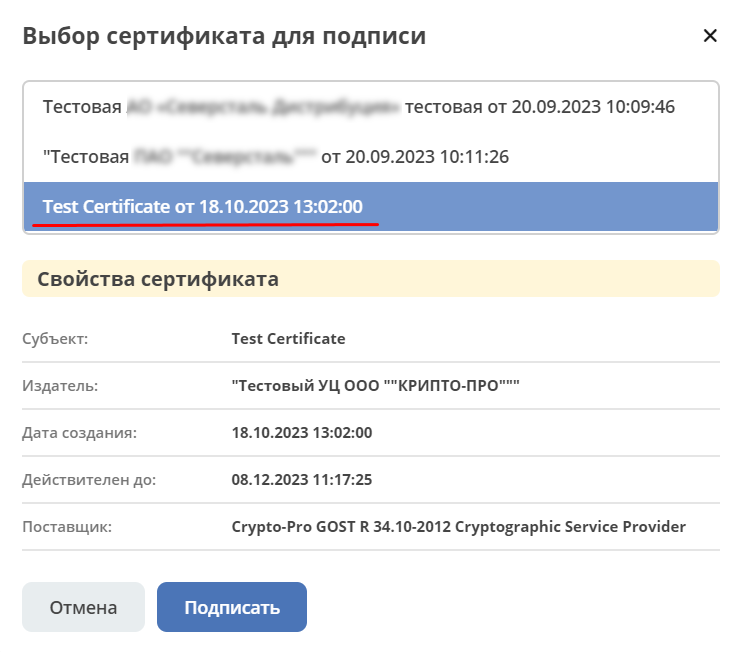 Выбор сертификата для подписи
Тестовая тестовая от 20.09.2023 10:09:46
"Тестовая от 20.09.2023 10:11:26
Test Certificate от 18.10.2023 13:02:00
Свойства сертификата
Субъект: Test Certificate
Издатель: "Тестовый УЦ ООО ""КРИПТО-ПРО"""
Дата создания: 18.10.2023 13:02:00
Действителен до: 08.12.2023 11:17:25
Поставщик: Crypto-Pro GOST R 34.10-2012 Cryptographic Service Provider
Отмена Подписать